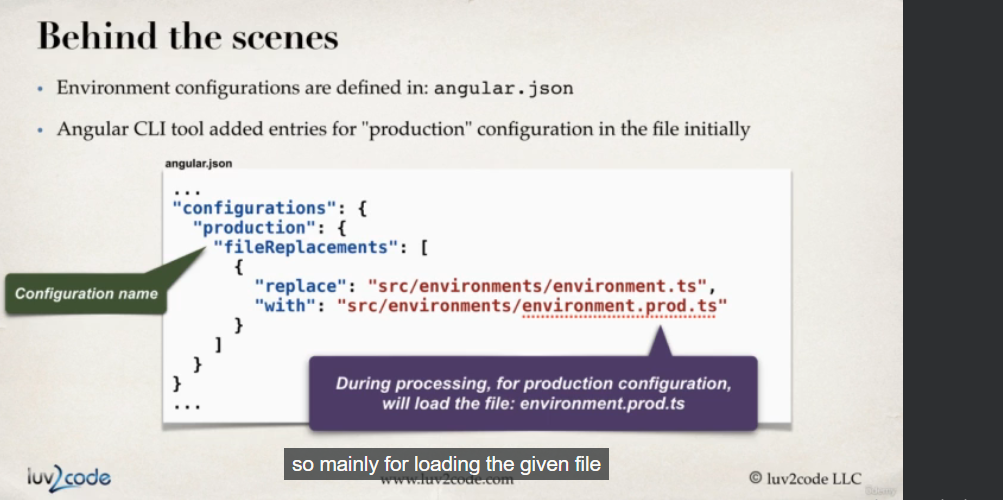 Behind the scenes
• Environment configurations are defined in: angular.json
• Angular CLI tool added entries for "production" configuration in the file initially
angular.json
...
"configurations": {
"production": {
"fileReplacements": [
{
"replace": "src/environments/environment.ts",
"with": "src/environments/environment.prod.ts"
}
]
}
}
...
Configuration name
During processing, for production configuration,
will load the file: environment.prod.ts
so mainly for loading the given file
luv2code
www.luv2code.com
© luv2code LLC
Udemy